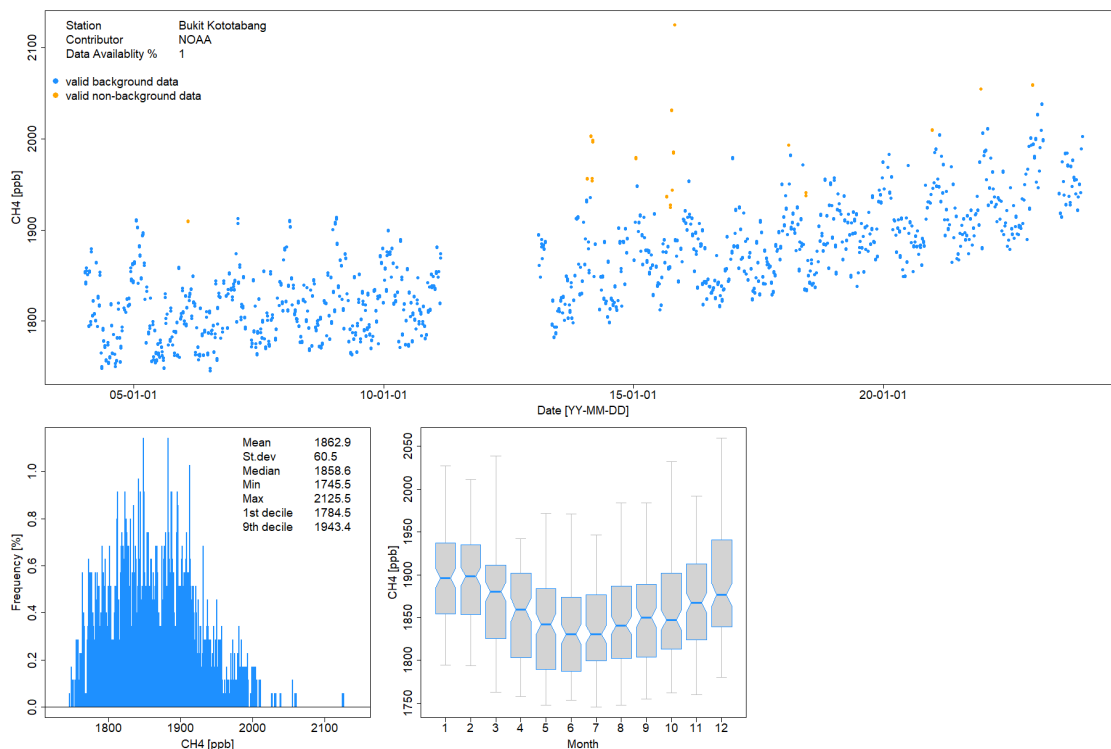 Station Bukit Kototabang
Contributor NOAA
Data Availablity % 1
valid background data
valid non-background data
CH4 [ppb]
2100
2000
1900
1800
05-01-01 10-01-01 15-01-01 20-01-01
Date [YY-MM-DD]
Mean 1862.9
St.dev 60.5
Median 1858.6
Min 1745.5
Max 2125.5
1st decile 1784.5
9th decile 1943.4
Frequency [%]
1.0
0.8
0.6
0.4
0.2
0.0
1800 1900 2000 2100
CH4 [ppb]
CH4 [ppb]
2050
2000
1950
1900
1850
1800
1750
1 2 3 4 5 6 7 8 9 10 11 12
Month